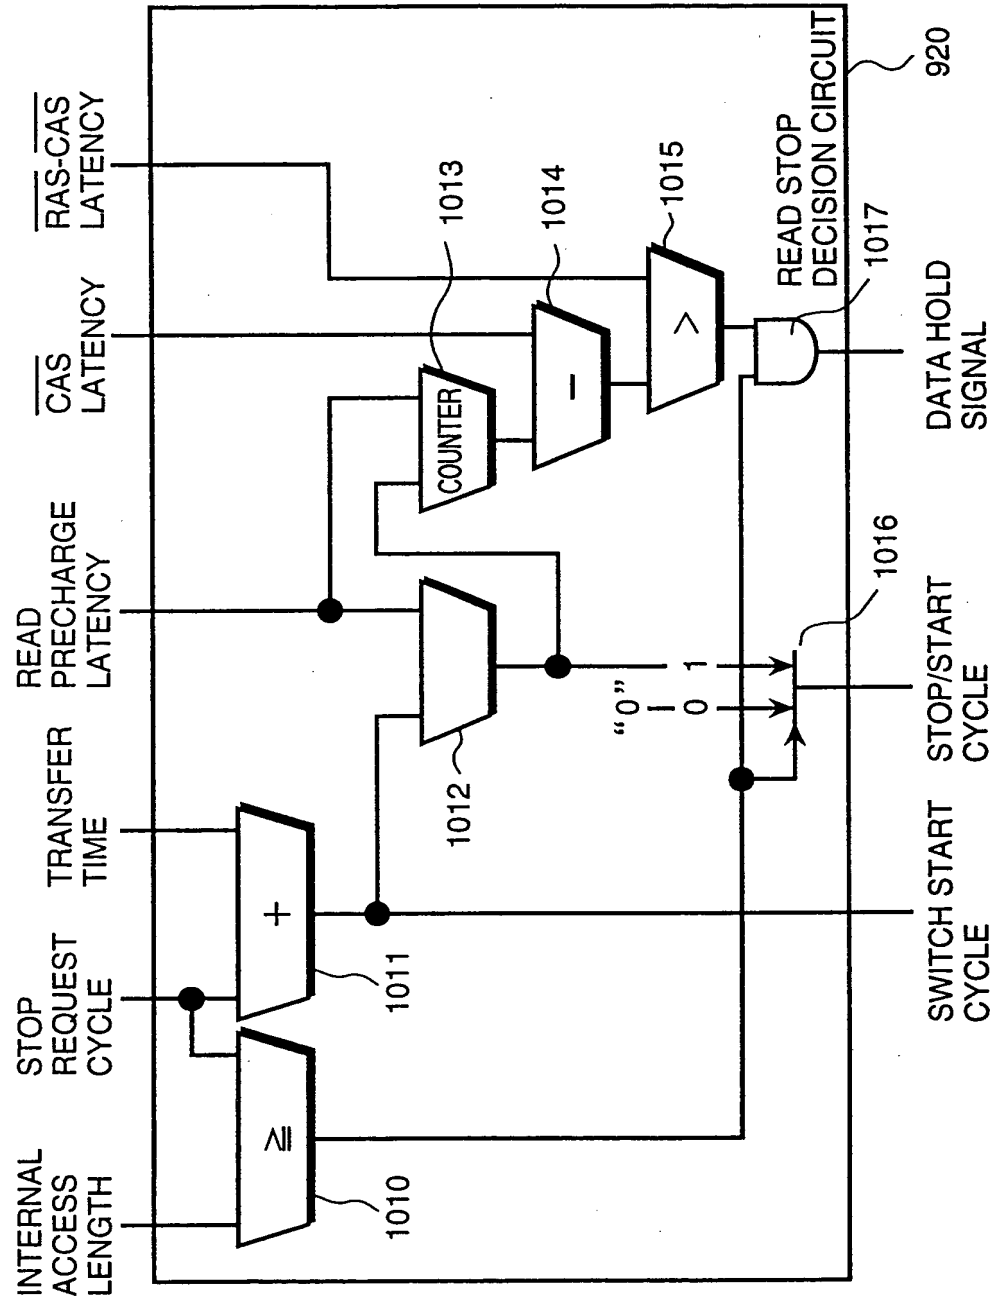 INTERNAL
ACCESS
LENGTH
STOP
REQUEST
CYCLE
TRANSFER
TIME
READ
PRECHARGE
LATENCY
CAS
LATENCY
RAS-CAS
LATENCY
≧
1010
+
1011
1012
COUNTER
1013
−
1014
>
1015
"0"
0
1
1016
1017
READ STOP
DECISION CIRCUIT
920
SWITCH START
CYCLE
STOP/START
CYCLE
DATA HOLD
SIGNAL